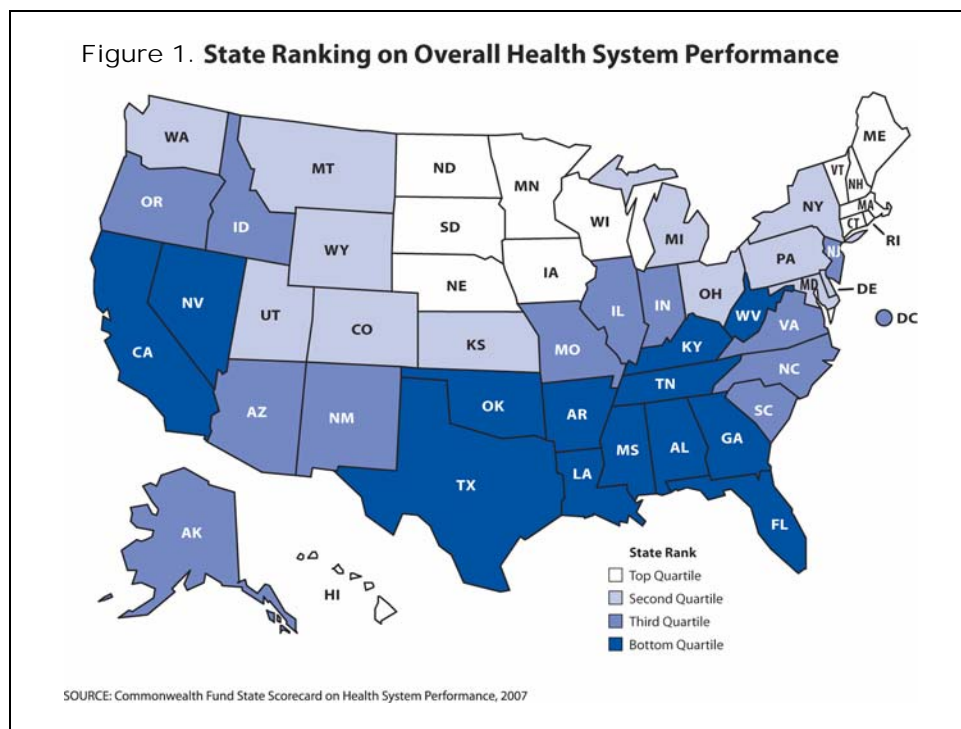 Figure 1. State Ranking on Overall Health System Performance
WA
MT
ND
MN
ME
VT
NH
OR
ID
SD
WI
NY
MA
CT
RI
WY
MI
IA
PA
NJ
NE
NV
UT
CO
IL
IN
OH
MD
DE
WV
DC
CA
KS
MO
KY
VA
NC
TN
AZ
NM
OK
AR
SC
MS
AL
GA
TX
LA
FL
AK
HI
State Rank
Top Quartile
Second Quartile
Third Quartile
Bottom Quartile
SOURCE: Commonwealth Fund State Scorecard on Health System Performance, 2007